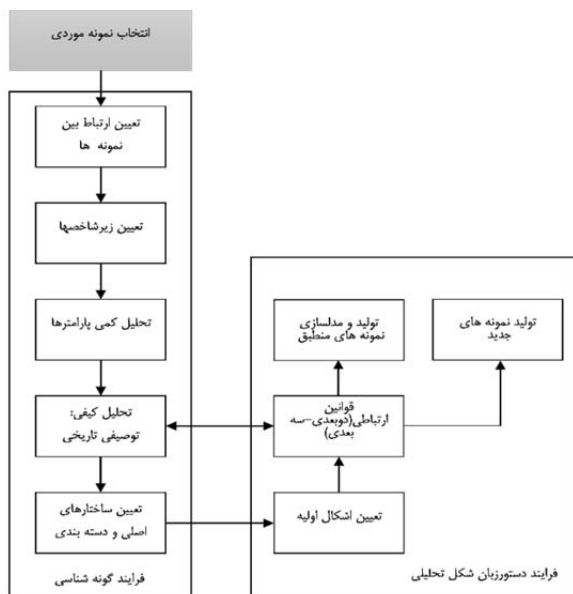 انتخاب نمونه موردی
تعیین ارتباط بین
نمونه ها
تعیین زیرشاخصها
تحلیل کمی پارامترها
تحلیل کیفی:
توصیفی تاریخی
تعیین ساختارهای
اصلی و دسته بندی
فرایند گونه شناسی
تولید و مدلسازی
نمونه های منطبق
تولید نمونه های
جدید
قوانین
ارتباطی(دوبعدی-سه
بعدی)
تعیین اشکال اولیه
فرایند دستورزبان شکل تحلیلی